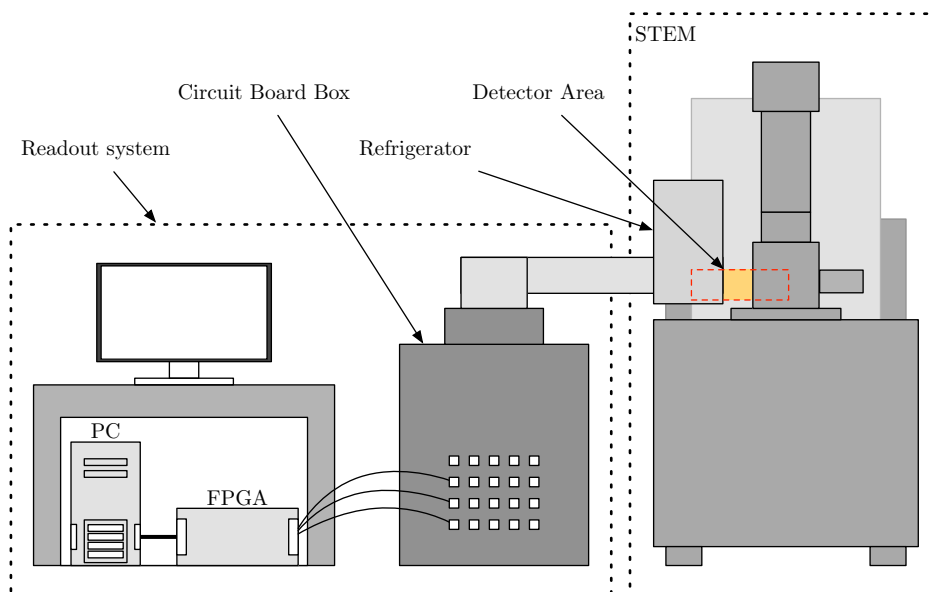 STEM
Circuit Board Box
Detector Area
Readout system
Refrigerator
PC
FPGA